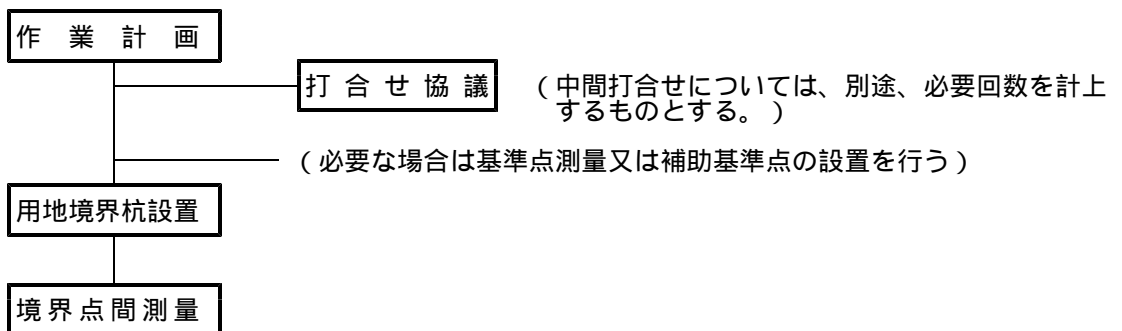 作業計画
打合せ協議
(中間打合せについては、別途、必要回数を計上
するものとする。)
(必要な場合は基準点測量又は補助基準点の設置を行う)
用地境界杭設置
境界点間測量